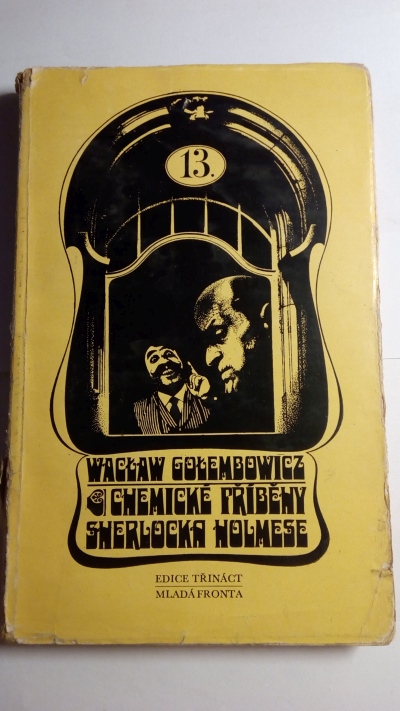 13.
WACŁAW GOŁEMBOWICZ
CHEMICKÉ PŘÍBĚHY
SHERLOCKA HOLMESE
EDICE TŘINÁCT
MLADÁ FRONTA